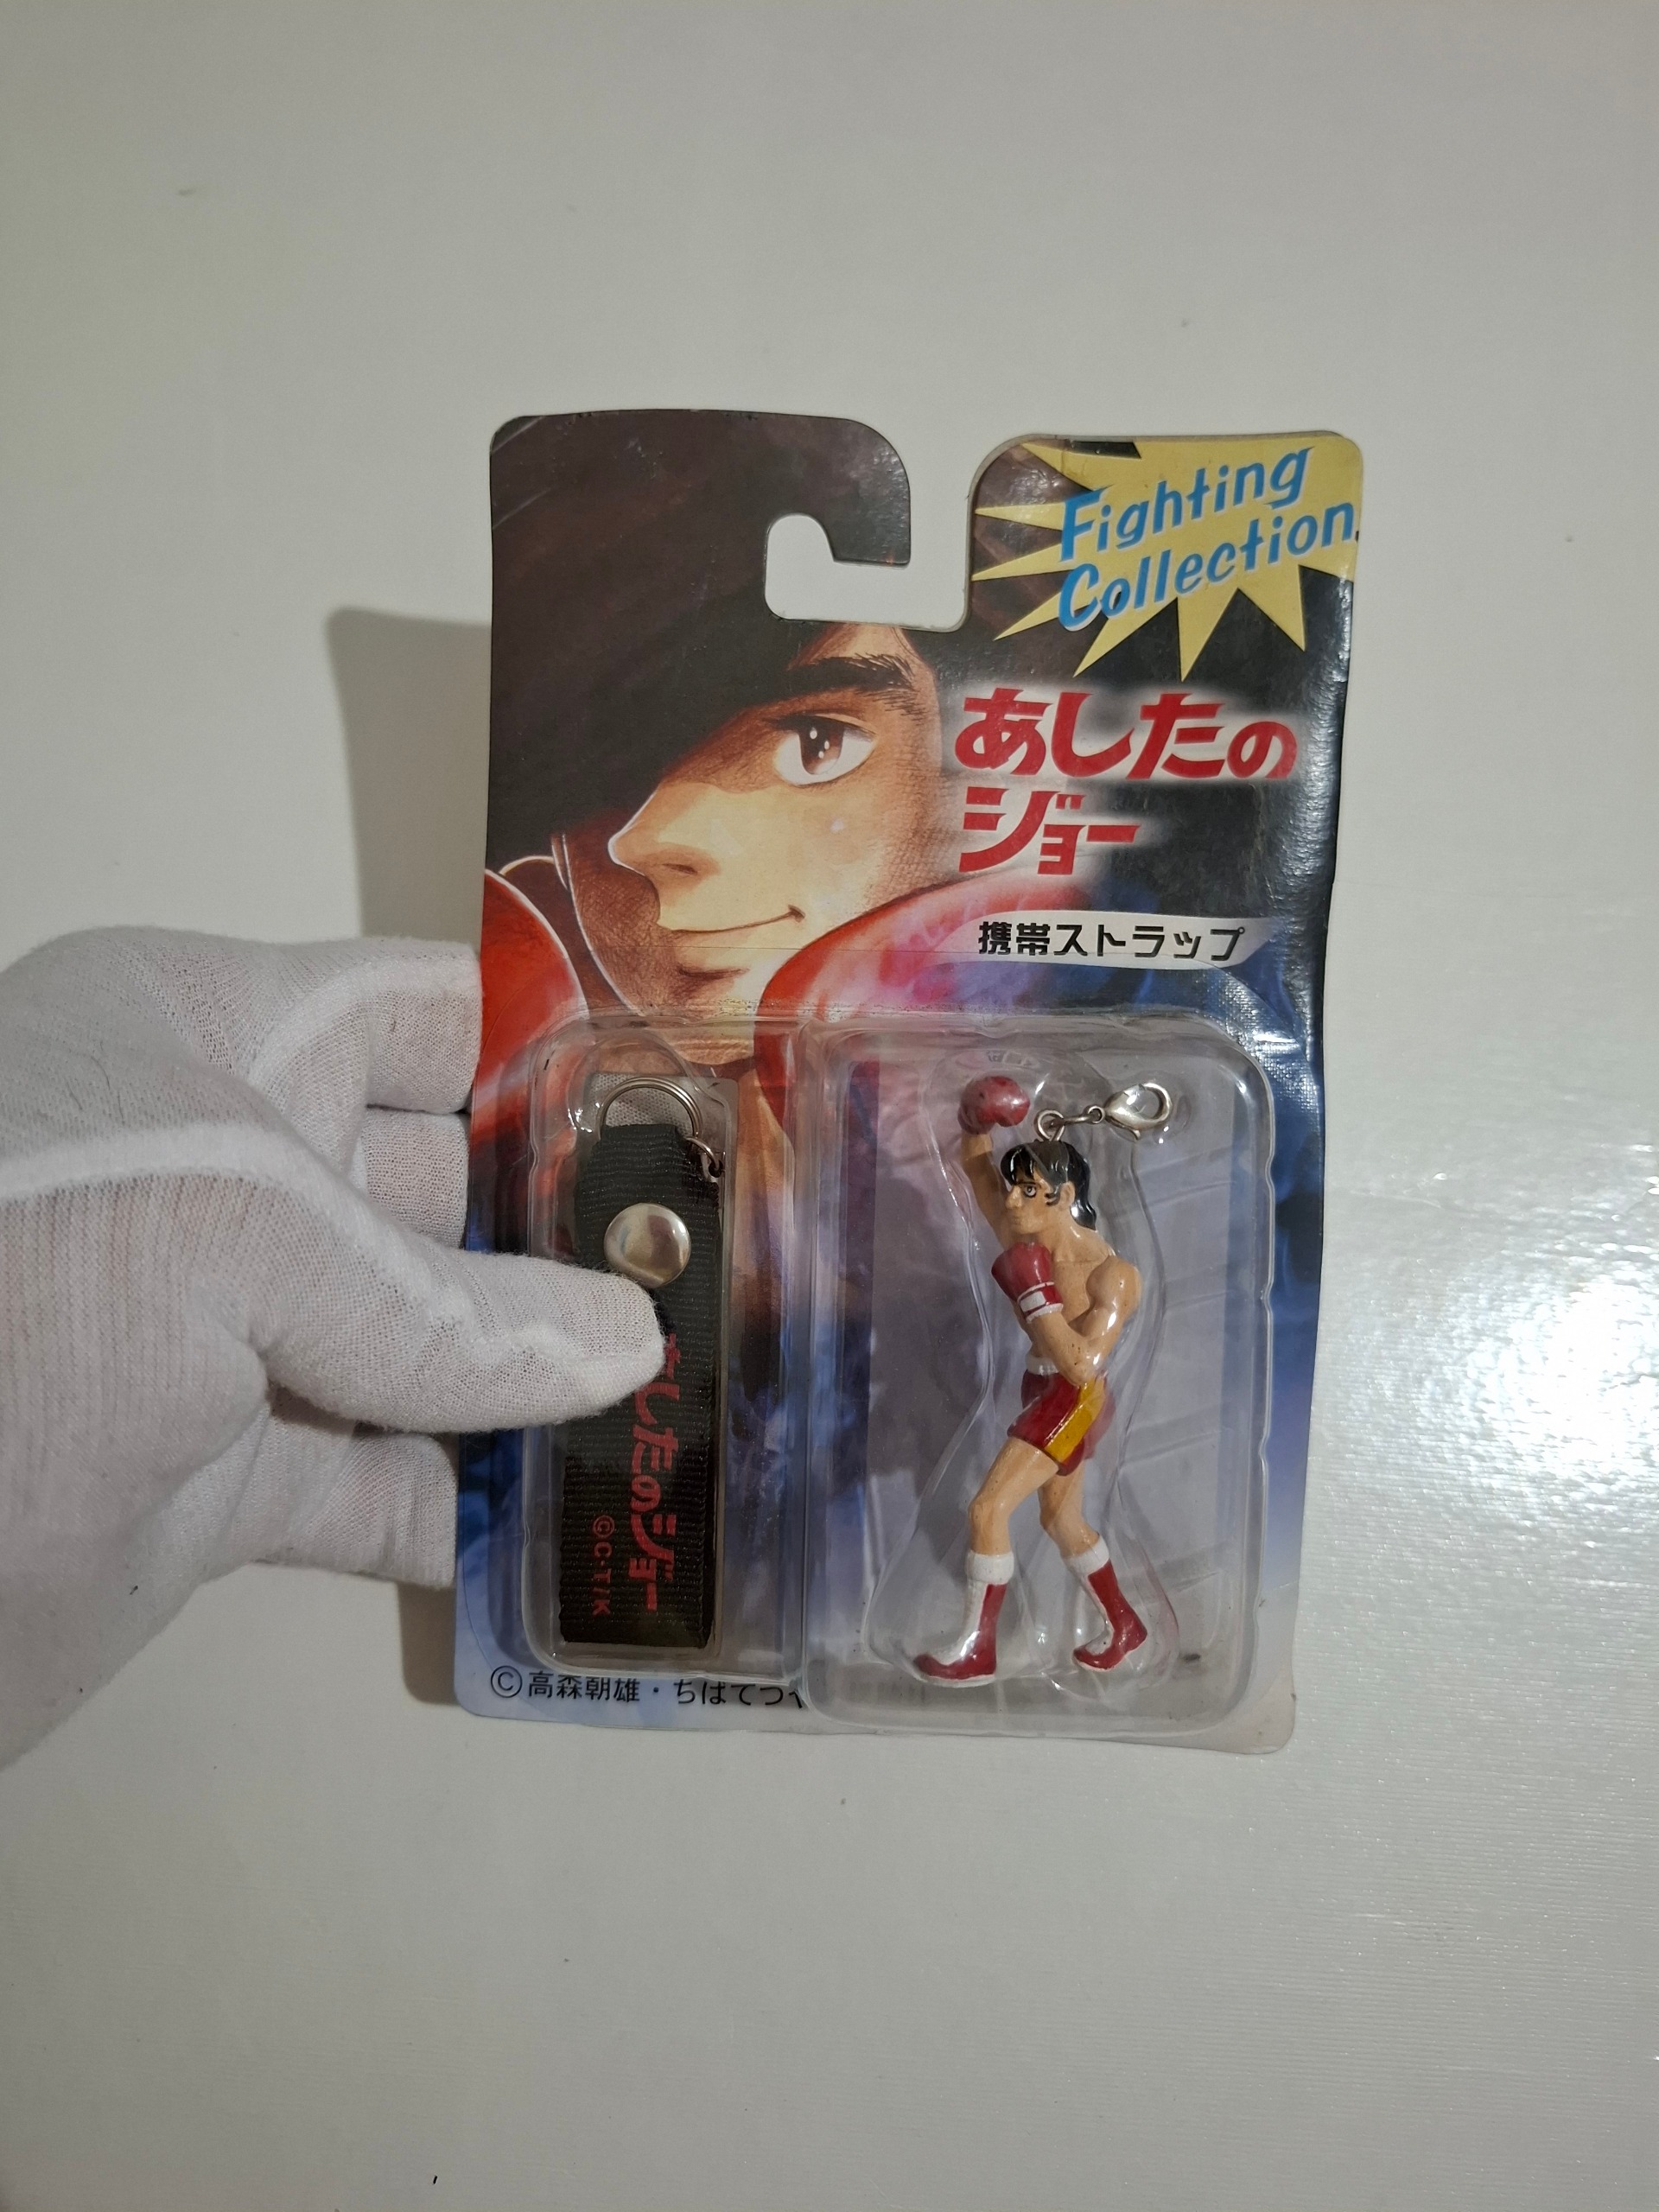 Fighting
Collection
あしたの
ジョー
携帯ストラップ
したのジョー
©C・T/K
©高森朝雄・ちばてつ